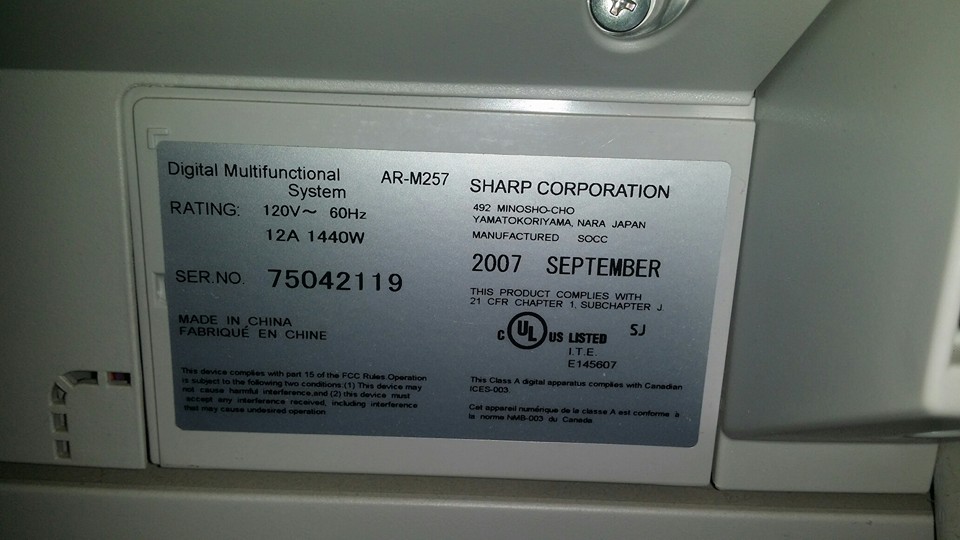 Digital Multifunctional System AR-M257
RATING: 120V～ 60Hz
12A 1440W
SER.NO. 75042119
MADE IN CHINA
FABRIQUÉ EN CHINE
This device complies with part 15 of the FCC Rules.Operation
is subject to the following two conditions:(1) This device may
not cause harmful interference,and (2) this device must
accept any interference received, including interference
that may cause undesired operation
SHARP CORPORATION
492 MINOSHO-CHO
YAMATOKORIYAMA, NARA JAPAN
MANUFACTURED SOCC
2007 SEPTEMBER
THIS PRODUCT COMPLIES WITH
21 CFR CHAPTER 1, SUBCHAPTER J.
C UL US LISTED SJ
I.T.E.
E145607
This Class A digital apparatus complies with Canadian
ICES-003.
Cet appareil numérique de la classe A est conforme à
la norme NMB-003 du Canada